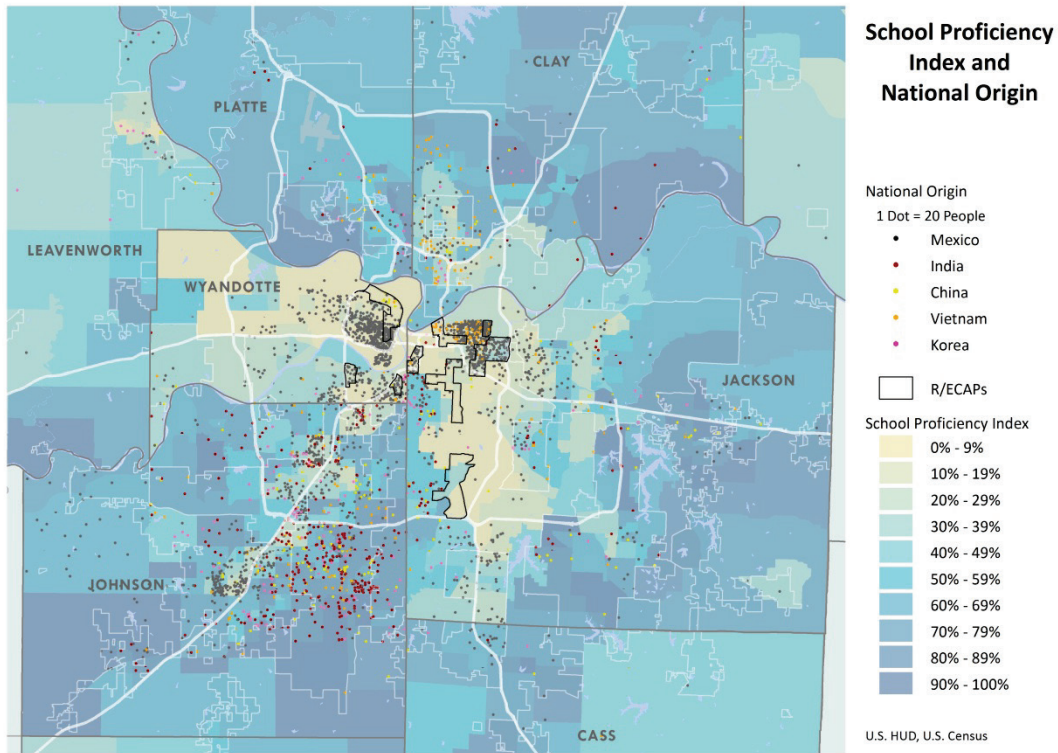 School Proficiency
Index and
National Origin
CLAY
PLATTE
LEAVENWORTH
WYANDOTTE
JACKSON
JOHNSON
CASS
National Origin
1 Dot = 20 People
Mexico
India
China
Vietnam
Korea
R/ECAPs
School Proficiency Index
0% - 9%
10% - 19%
20% - 29%
30% - 39%
40% - 49%
50% - 59%
60% - 69%
70% - 79%
80% - 89%
90% - 100%
U.S. HUD, U.S. Census